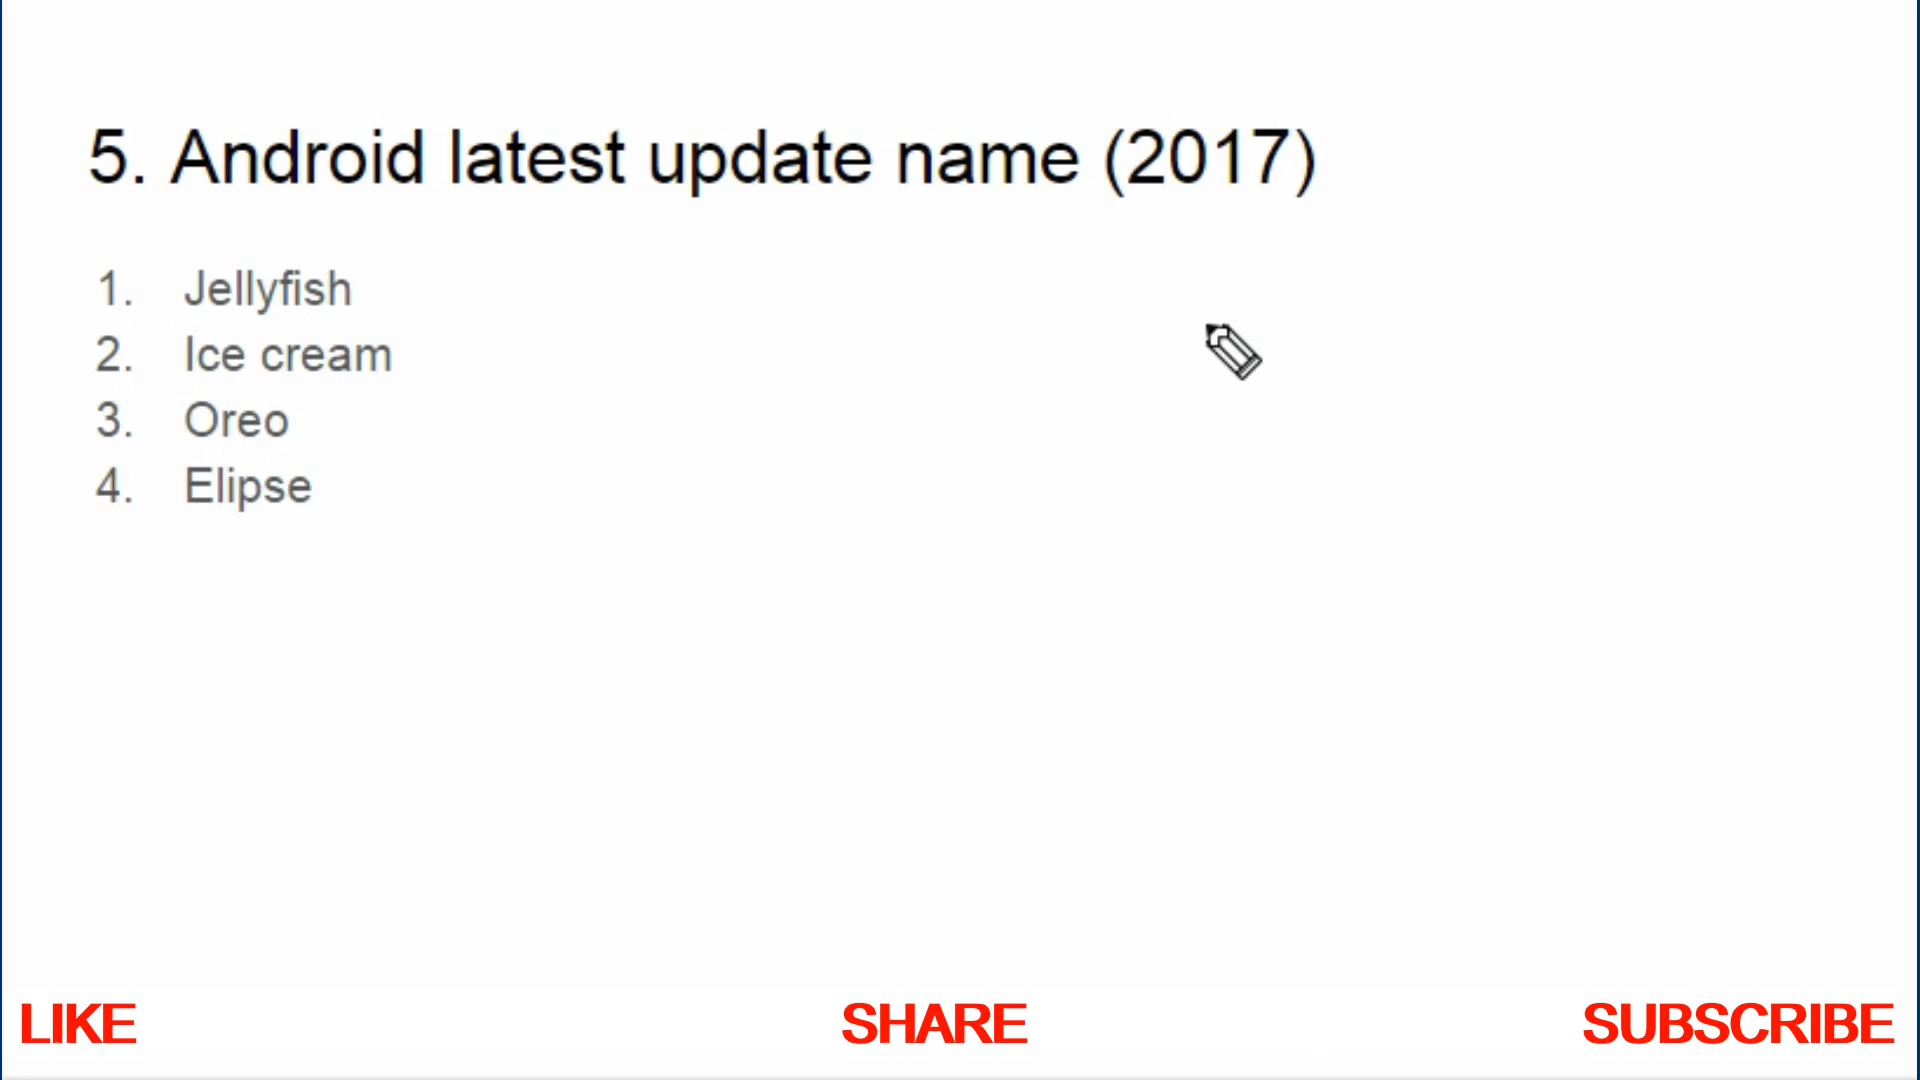 5. Android latest update name (2017)
1. Jellyfish
2. Ice cream
3. Oreo
4. Elipse
LIKE SHARE SUBSCRIBE